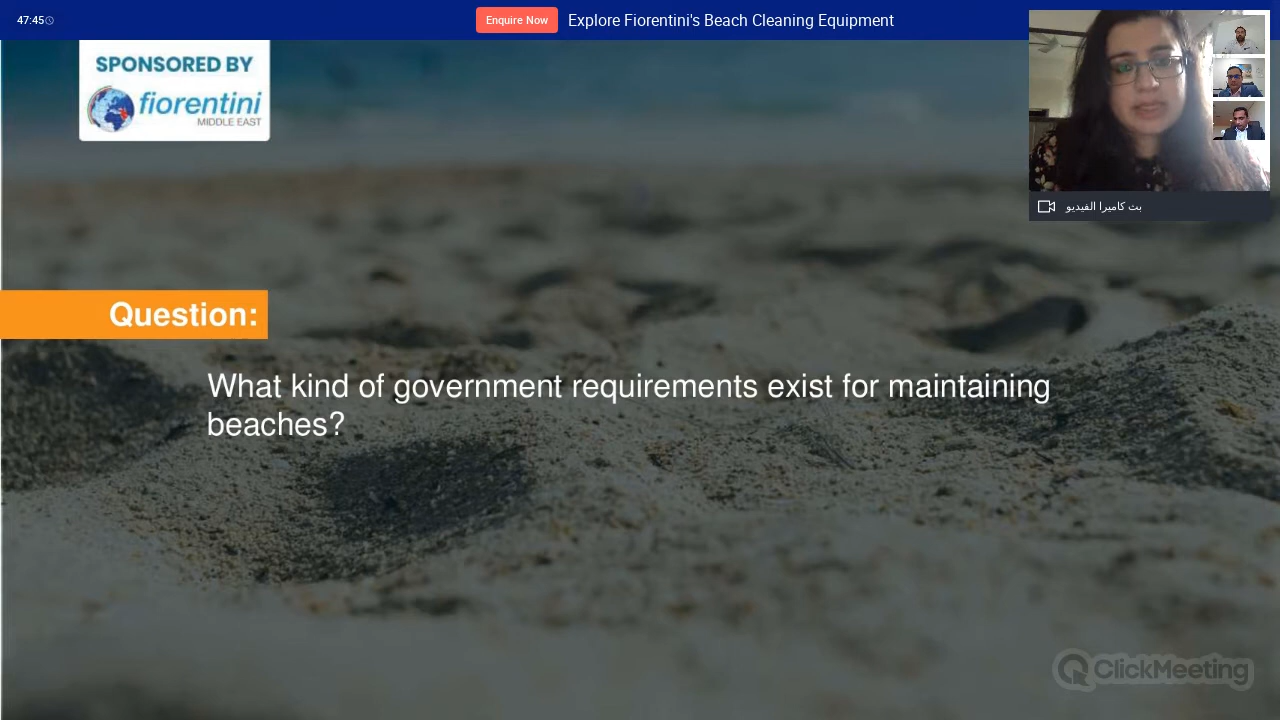 47:45
Enquire Now
Explore Fiorentini's Beach Cleaning Equipment
SPONSORED BY
fiorentini
MIDDLE EAST
بث كاميرا الفيديو
Question:
What kind of government requirements exist for maintaining
beaches?
ClickMeeting